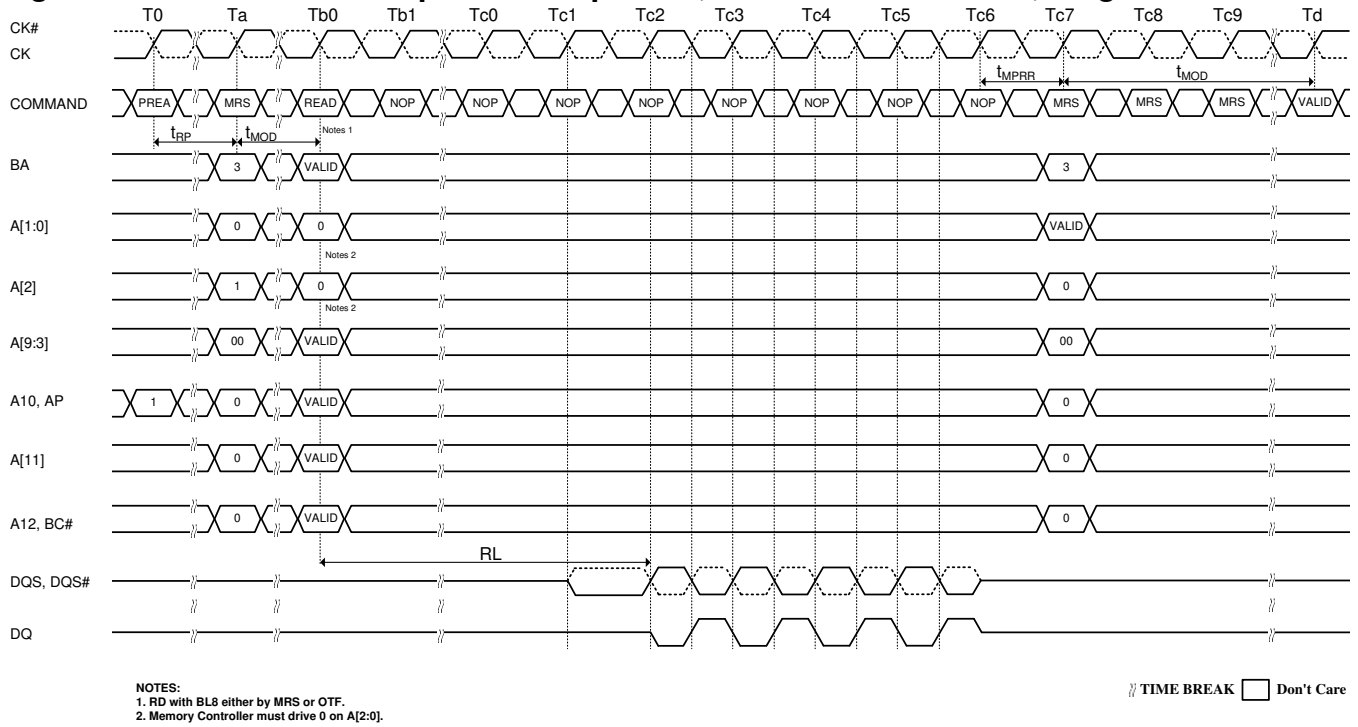 T0 Ta Tb0 Tb1 Tc0 Tc1 Tc2 Tc3 Tc4 Tc5 Tc6 Tc7 Tc8 Tc9 Td
CK#
CK
tMPRR tMOD
COMMAND PREA MRS READ NOP NOP NOP NOP NOP NOP NOP NOP MRS MRS MRS VALID
tRP tMOD Notes 1
BA 3 VALID 3
A[1:0] 0 0 VALID
Notes 2
A[2] 1 0 0
Notes 2
A[9:3] 00 VALID 00
A10, AP 1 0 VALID 0
A[11] 0 VALID 0
A12, BC# 0 VALID 0
RL
DQS, DQS#
DQ
NOTES:
1. RD with BL8 either by MRS or OTF.
2. Memory Controller must drive 0 on A[2:0].
TIME BREAK Don't Care